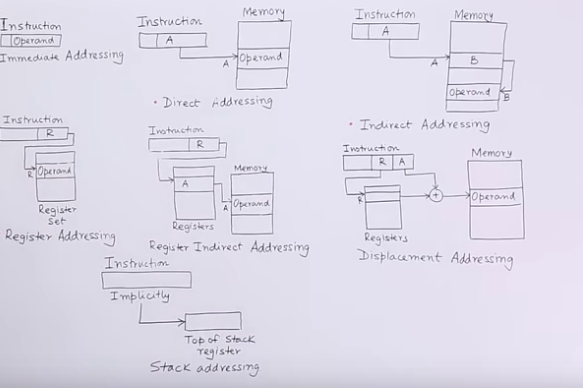 Instruction
Operand
Immediate Addressing
Instruction
A
Memory
A
Operand
• Direct Addressing
Instruction
A
Memory
A
B
Operand
B
• Indirect Addressing
Instruction
R
R
Operand
Register
Set
Register Addressing
Instruction
R
A
Registers
Memory
A
Operand
Register Indirect Addressing
Instruction
R A
R
Registers
+
Memory
Operand
Displacement Addressing
Instruction
Implicitly
Top of Stack
register
Stack addressing